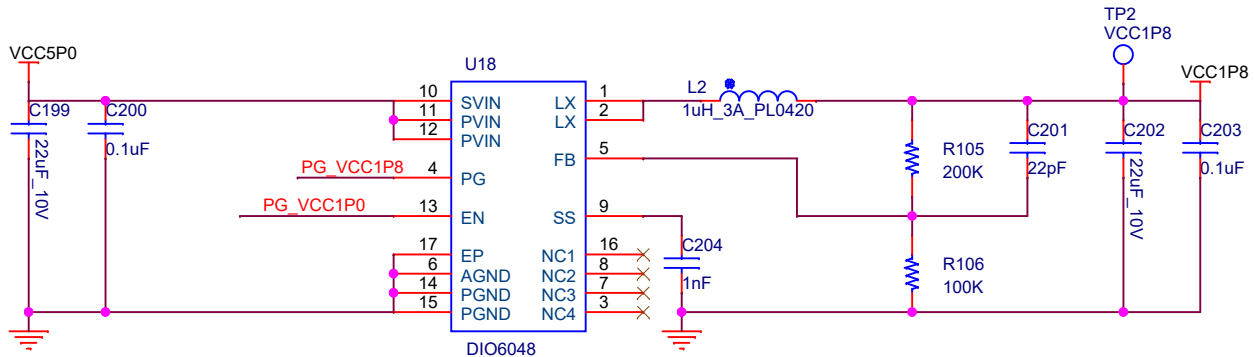 TP2
VCC1P8
VCC5P0
U18
VCC1P8
C199
22uF_10V
C200
0.1uF
10 SVIN LX 1
11 PVIN LX 2
12 PVIN
FB 5
4 PG
13 EN SS 9
17 EP NC1 16
6 AGND NC2 8
14 PGND NC3 7
15 PGND NC4 3
PG_VCC1P8
PG_VCC1P0
DIO6048
L2
1uH_3A_PL0420
R105
200K
C201
22pF
C202
22uF_10V
C203
0.1uF
C204
1nF
R106
100K